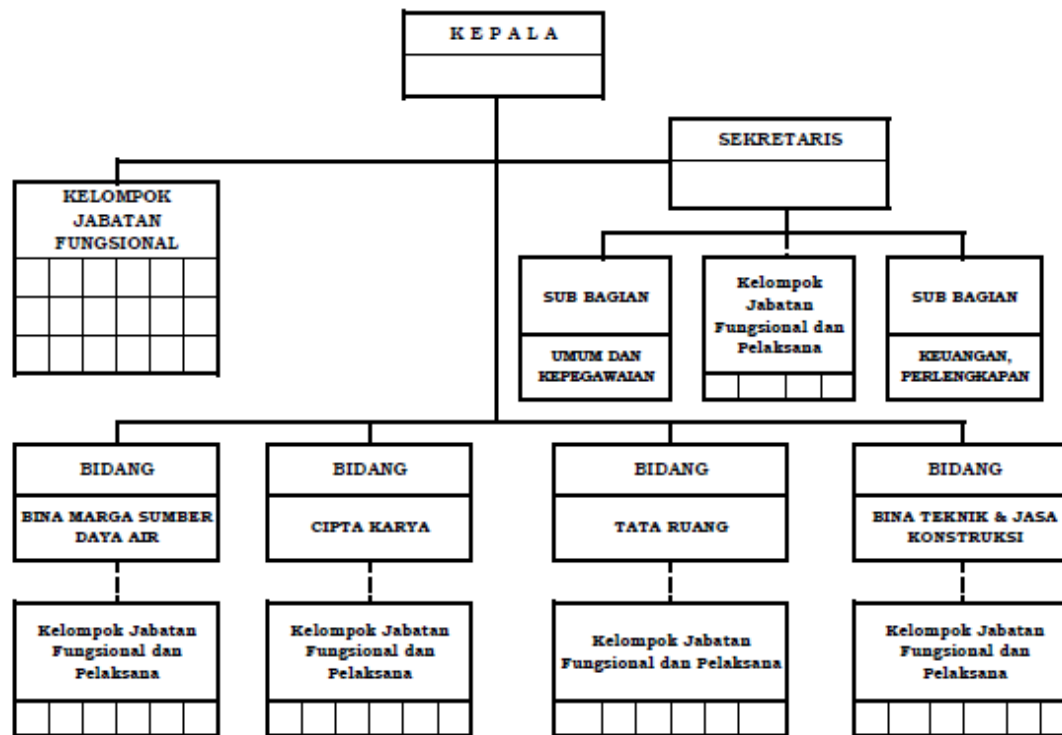 K E P A L A
SEKRETARIS
KELOMPOK
JABATAN
FUNGSIONAL
SUB BAGIAN
UMUM DAN
KEPEGAWAIAN
Kelompok
Jabatan
Fungsional dan
Pelaksana
SUB BAGIAN
KEUANGAN,
PERLENGKAPAN
BIDANG
BINA MARGA SUMBER
DAYA AIR
BIDANG
CIPTA KARYA
BIDANG
TATA RUANG
BIDANG
BINA TEKNIK & JASA
KONSTRUKSI
Kelompok Jabatan
Fungsional dan
Pelaksana
Kelompok Jabatan
Fungsional dan
Pelaksana
Kelompok Jabatan
Fungsional dan Pelaksana
Kelompok Jabatan
Fungsional dan
Pelaksana